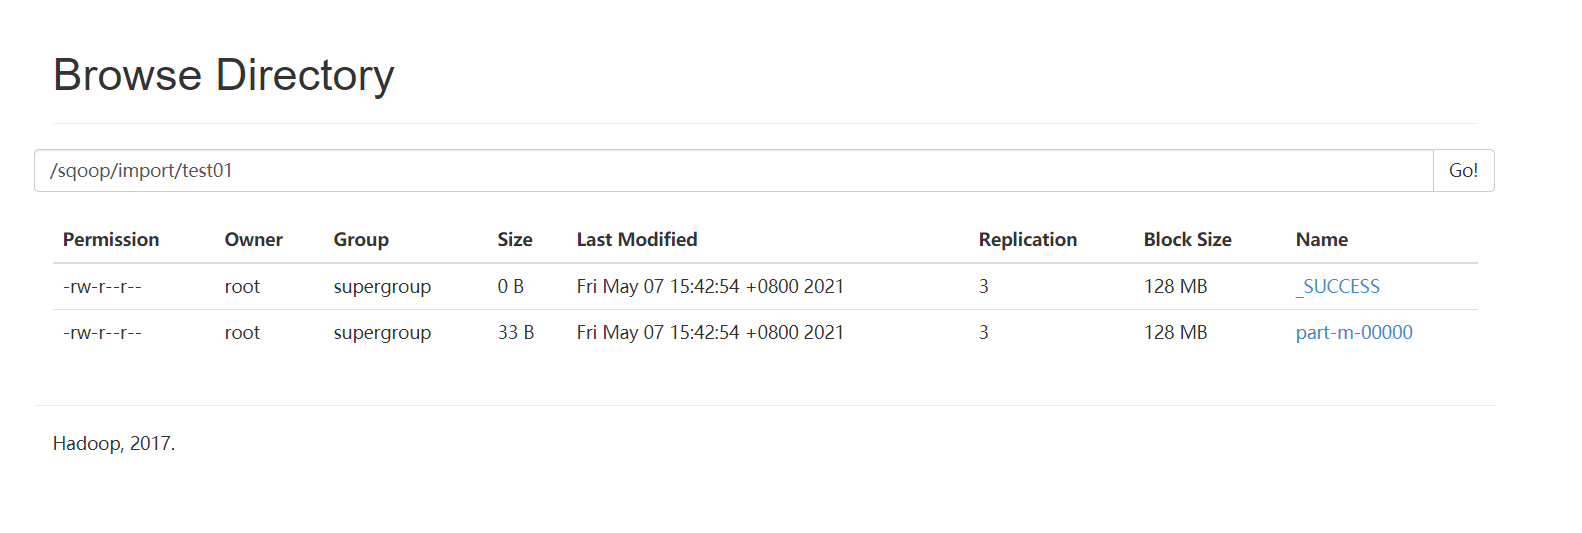 Browse Directory
/sqoop/import/test01 Go!
Permission Owner Group Size Last Modified Replication Block Size Name
-rw-r--r-- root supergroup 0 B Fri May 07 15:42:54 +0800 2021 3 128 MB _SUCCESS
-rw-r--r-- root supergroup 33 B Fri May 07 15:42:54 +0800 2021 3 128 MB part-m-00000
Hadoop, 2017.